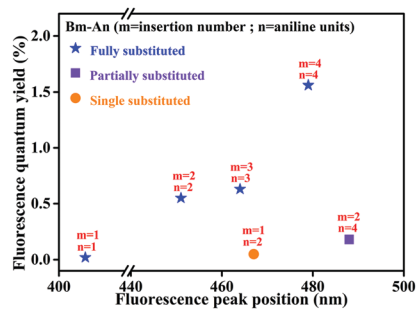 Bm-An (m=insertion number ; n=aniline units)
Fully substituted
Partially substituted
Single substituted
m=4
n=4
m=2
n=2
m=3
n=3
m=1
n=2
m=2
n=4
m=1
n=1
2.0
1.5
1.0
0.5
0.0
Fluorescence quantum yield (%)
400 440 460 480 500
Fluorescence peak position (nm)